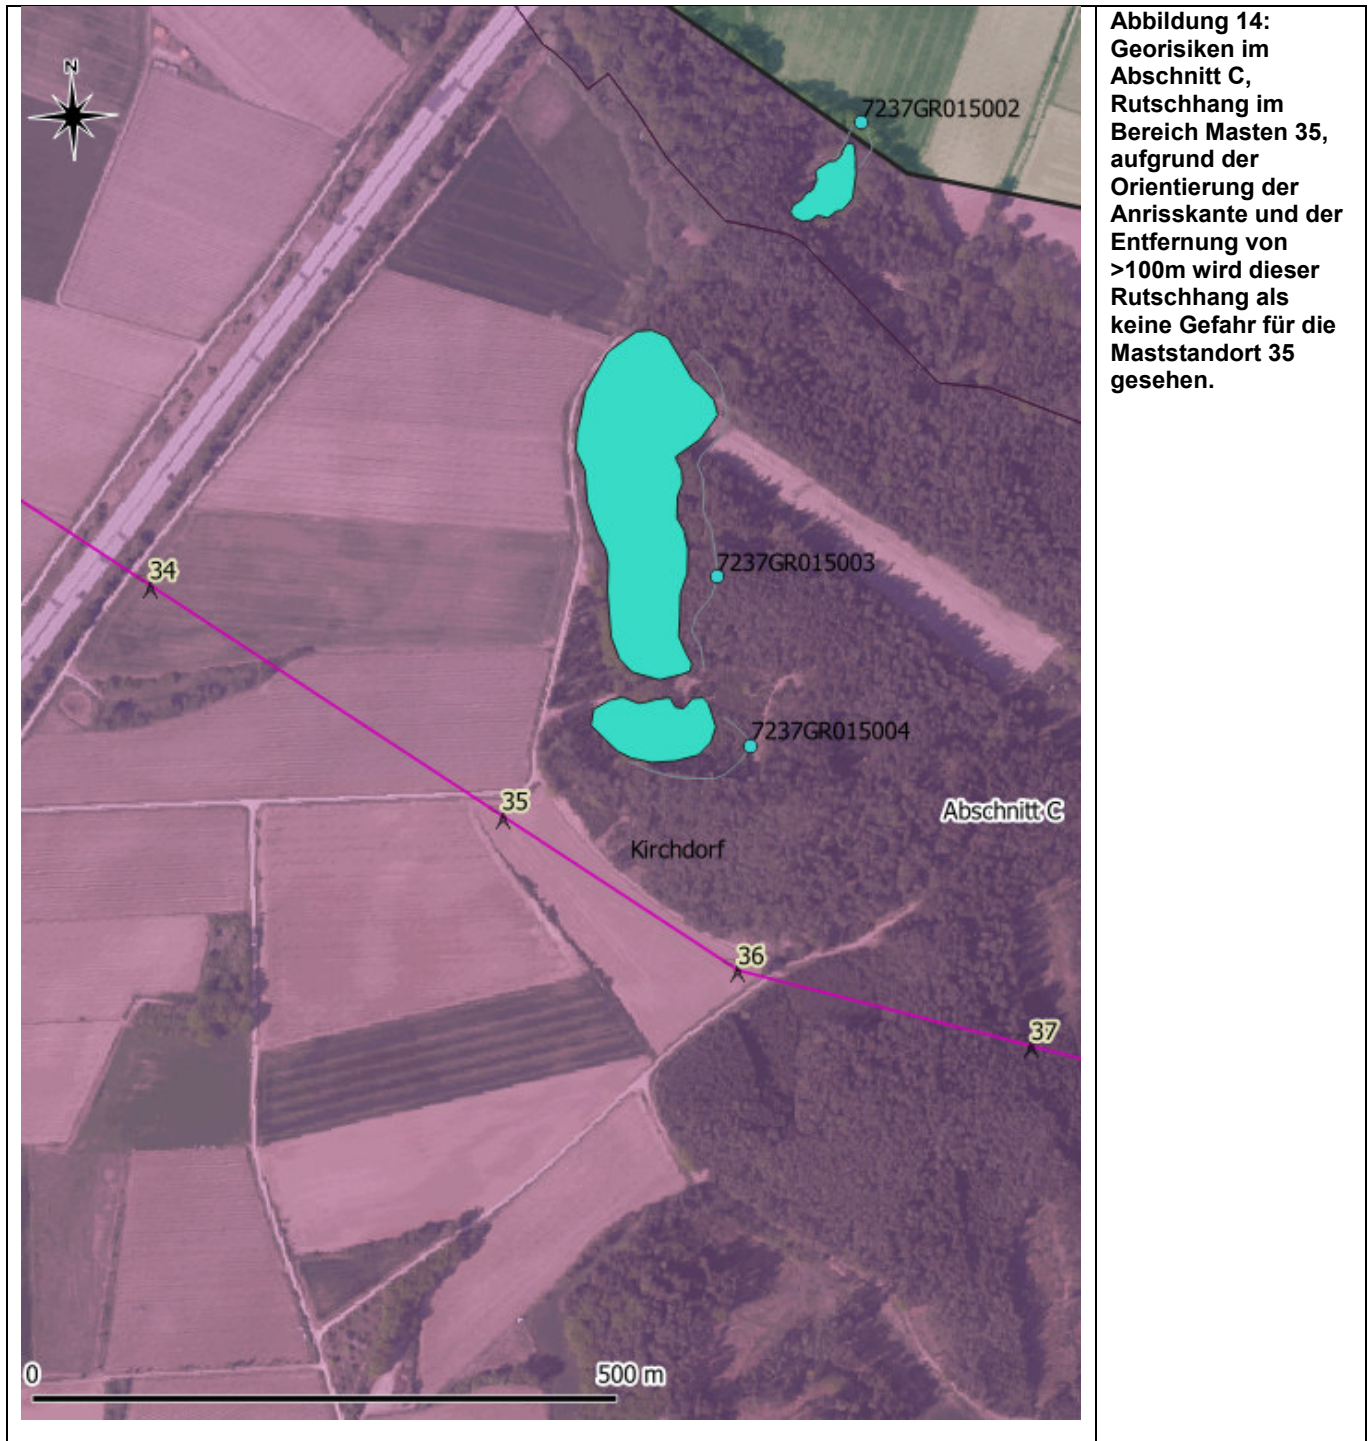 N
7237GR015002
7237GR015003
34
7237GR015004
35
Abschnitt C
Kirchdorf
36
37
0
500 m
Abbildung 14:
Georisiken im
Abschnitt C,
Rutschhang im
Bereich Masten 35,
aufgrund der
Orientierung der
Anrisskante und der
Entfernung von
>100m wird dieser
Rutschhang als
keine Gefahr für die
Maststandort 35
gesehen.